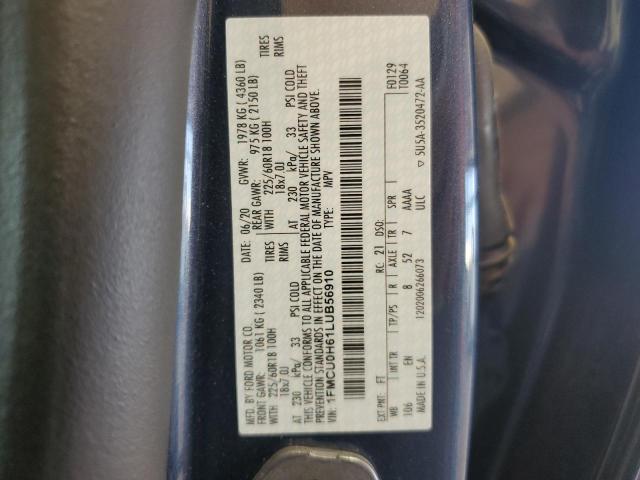 MFD. BY FORD MOTOR CO.
DATE: 06/20 GVWR: 1978 KG ( 4360 LB)
FRONT GAWR: 1061 KG ( 2340 LB) REAR GAWR: 975 KG ( 2150 LB)
WITH 225/60R18 100H TIRES WITH 225/60R18 100H TIRES
18x7.0J RIMS 18x7.0J RIMS
AT 230 kPa/ 33 PSI COLD AT 230 kPa/ 33 PSI COLD
THIS VEHICLE CONFORMS TO ALL APPLICABLE FEDERAL MOTOR VEHICLE SAFETY AND THEFT
PREVENTION STANDARDS IN EFFECT ON THE DATE OF MANUFACTURE SHOWN ABOVE.
VIN: 1FMCU0H61LUB56910 TYPE: MPV
F0129
T0064
EXT PNT: FT RC: 21 DSO:
WB INT TR TP/PS R AXLE TR SPR
106 EN 8 52 7 AAAA
MADE IN U.S.A. 1202006266073 ULC
▽ 5U5A-3520472-AA